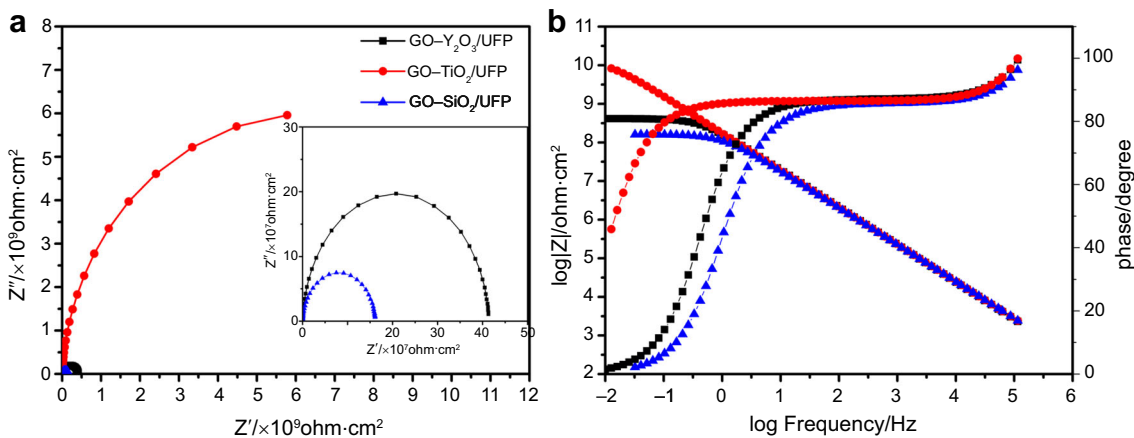 a
8
7
6
5
4
3
2
1
0
Z″/×10⁹ohm·cm²
0 1 2 3 4 5 6 7 8 9 10 11 12
Z′/×10⁹ohm·cm²
GO–Y₂O₃/UFP
GO–TiO₂/UFP
GO–SiO₂/UFP
30
20
10
0
Z″/×10⁷ohm·cm²
0 10 20 30 40 50
Z′/×10⁷ohm·cm²
b
11
10
9
8
7
6
5
4
3
2
log|Z|/ohm·cm²
–2 –1 0 1 2 3 4 5 6
log Frequency/Hz
100
80
60
40
20
0
phase/degree